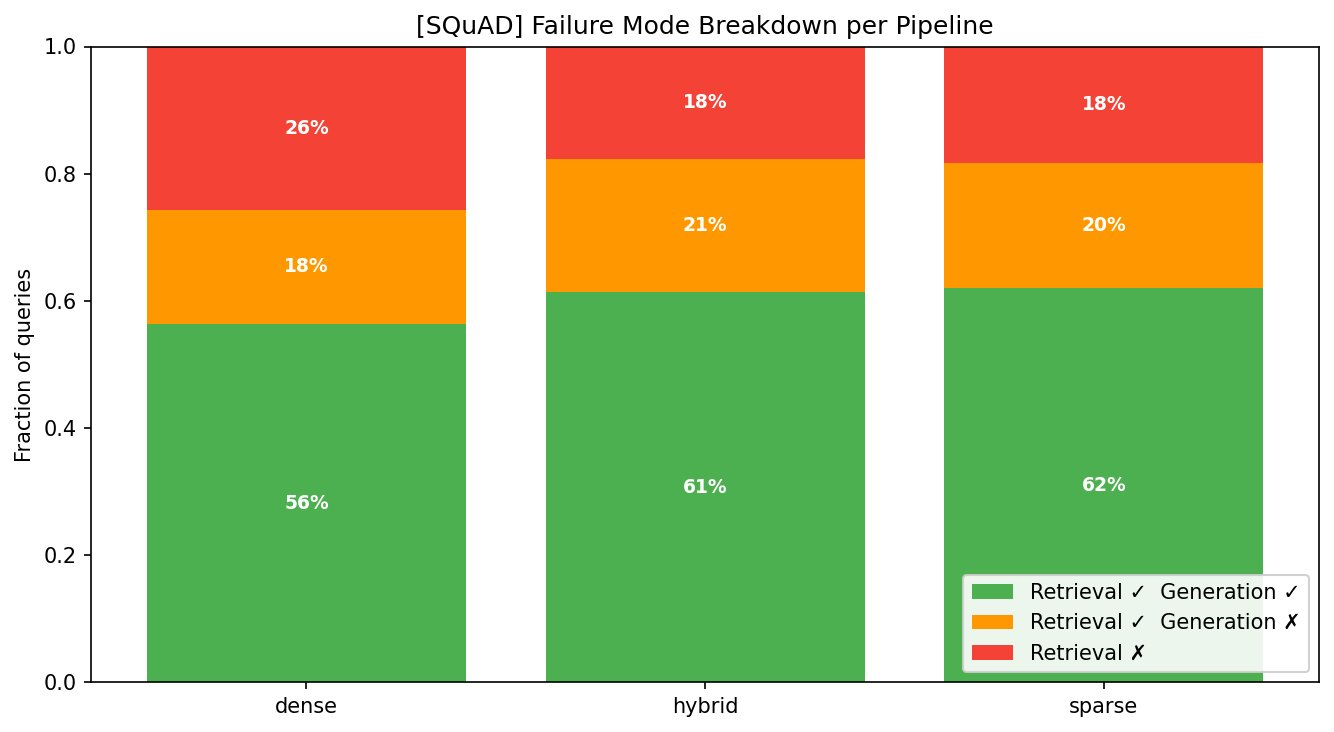 [SQuAD] Failure Mode Breakdown per Pipeline
Fraction of queries
1.0
0.8
0.6
0.4
0.2
0.0
26%
18%
56%
18%
21%
61%
18%
20%
62%
dense
hybrid
sparse
Retrieval ✓ Generation ✓
Retrieval ✓ Generation ✗
Retrieval ✗